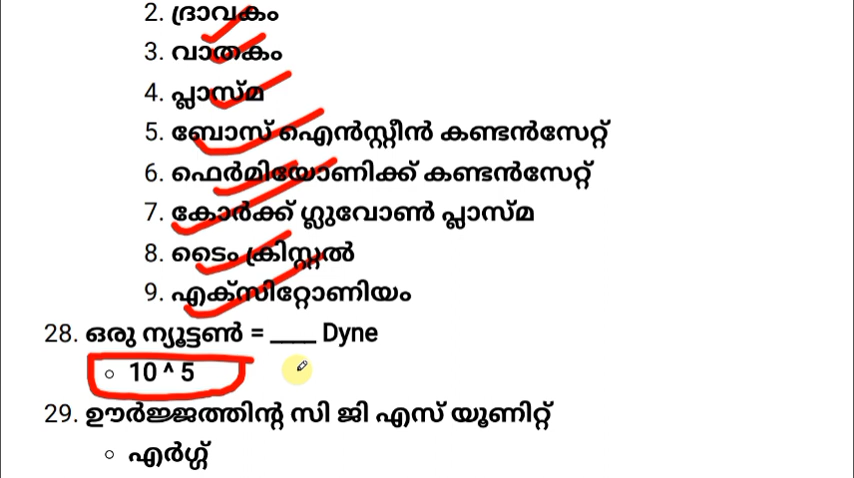 2. ദ്രാവകം
3. വാതകം
4. പ്ലാസ്മ
5. ബോസ് ഐൻസ്റ്റീൻ കണ്ടൻസേറ്റ്
6. ഫെർമിയോണിക്ക് കണ്ടൻസേറ്റ്
7. കോർക്ക് ഗ്ലുവോൺ പ്ലാസ്മ
8. ടൈം ക്രിസ്റ്റൽ
9. എക്സിറ്റോണിയം
28. ഒരു ന്യൂട്ടൺ = ____ Dyne
○ 10 ^ 5
29. ഊർജ്ജത്തിന്റ സി ജി എസ് യൂണിറ്റ്
○ എർഗ്ഗ്